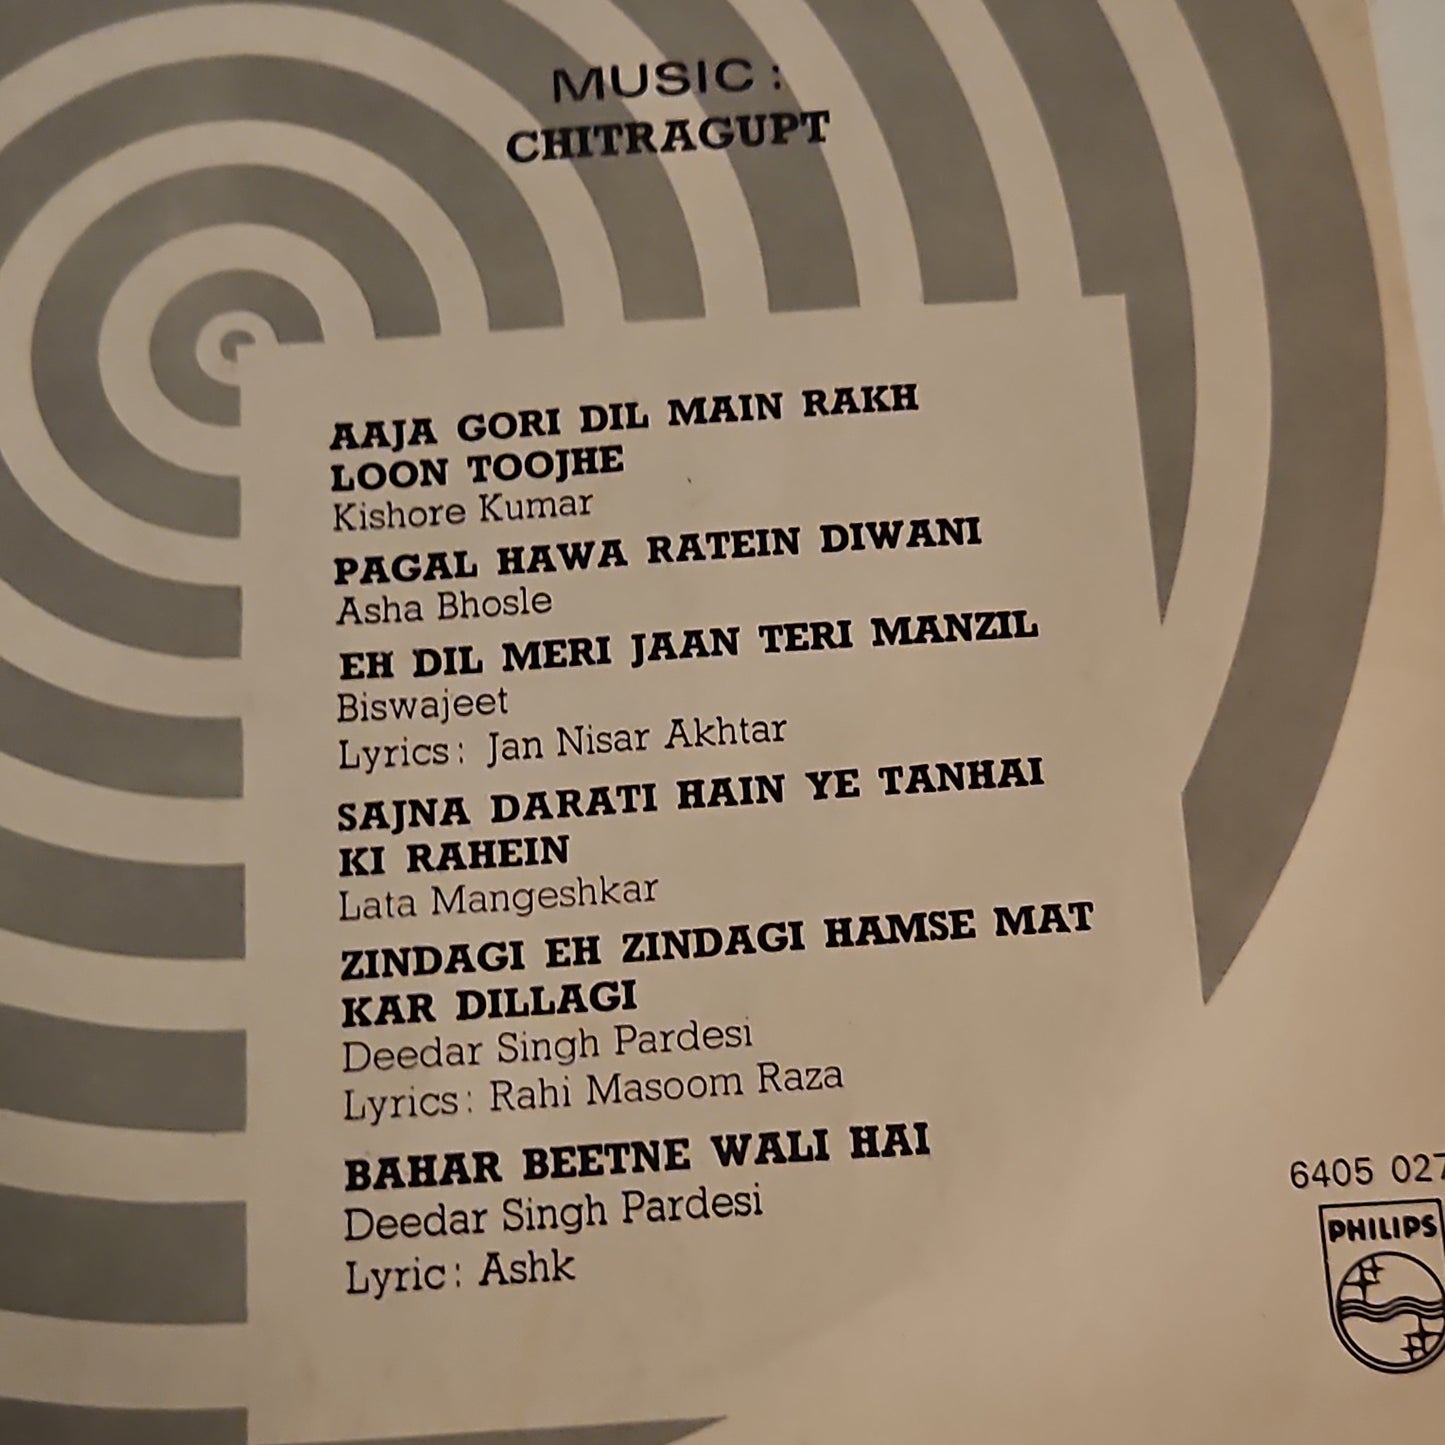 MUSIC :
CHITRAGUPT
AAJA GORI DIL MAIN RAKH
LOON TOOJHE
Kishore Kumar
PAGAL HAWA RATEIN DIWANI
Asha Bhosle
EH DIL MERI JAAN TERI MANZIL
Biswajeet
Lyrics: Jan Nisar Akhtar
SAJNA DARATI HAIN YE TANHAI
KI RAHEIN
Lata Mangeshkar
ZINDAGI EH ZINDAGI HAMSE MAT
KAR DILLAGI
Deedar Singh Pardesi
Lyrics: Rahi Masoom Raza
BAHAR BEETNE WALI HAI
Deedar Singh Pardesi
Lyric: Ashk
6405 027
PHILIPS